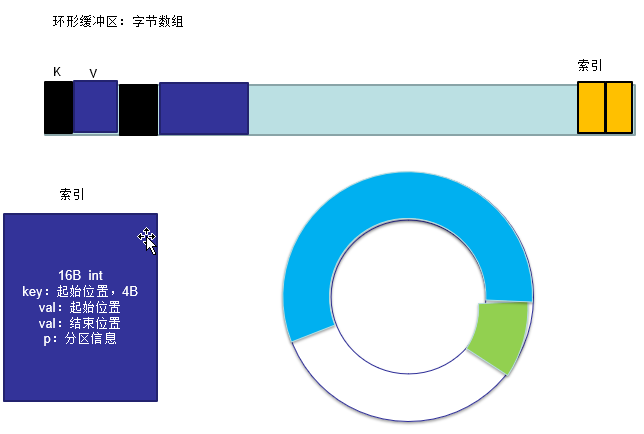 环形缓冲区：字节数组
索引
K
V
索引
16B int
key：起始位置，4B
val：起始位置
val：结束位置
p：分区信息